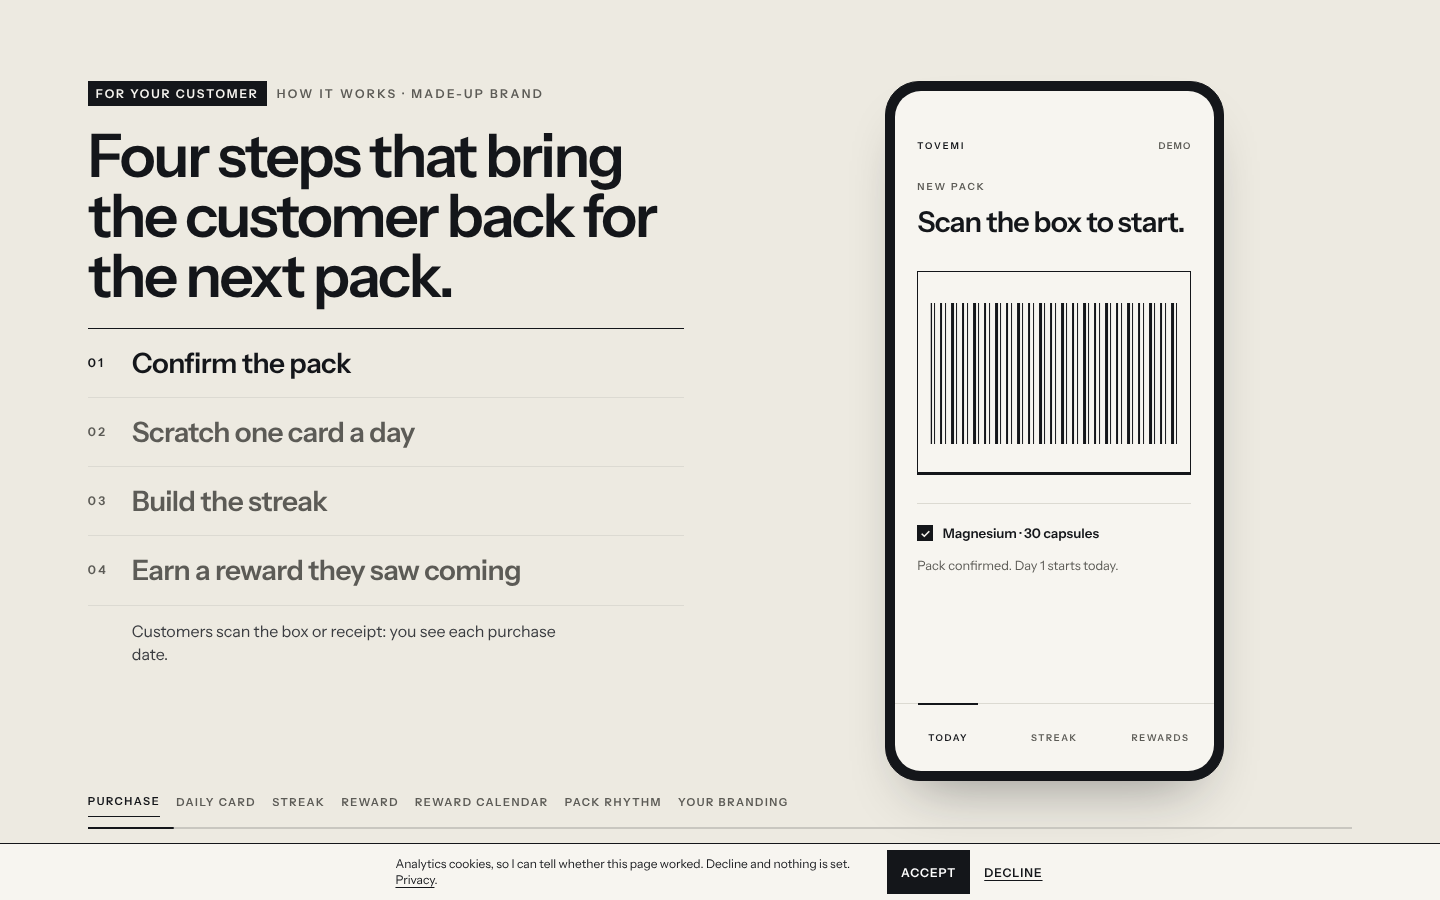 FOR YOUR CUSTOMER HOW IT WORKS · MADE-UP BRAND
Four steps that bring
the customer back for
the next pack.
01 Confirm the pack
02 Scratch one card a day
03 Build the streak
04 Earn a reward they saw coming
Customers scan the box or receipt: you see each purchase
date.
TOVEMI DEMO
NEW PACK
Scan the box to start.
Magnesium · 30 capsules
Pack confirmed. Day 1 starts today.
TODAY STREAK REWARDS
PURCHASE DAILY CARD STREAK REWARD REWARD CALENDAR PACK RHYTHM YOUR BRANDING
Analytics cookies, so I can tell whether this page worked. Decline and nothing is set.
Privacy.
ACCEPT DECLINE